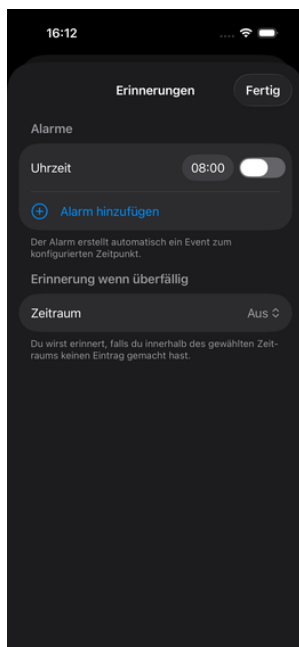 16:12
Erinnerungen
Fertig
Alarme
Uhrzeit 08:00
Alarm hinzufügen
Der Alarm erstellt automatisch ein Event zum
konfigurierten Zeitpunkt.
Erinnerung wenn überfällig
Zeitraum Aus
Du wirst erinnert, falls du innerhalb des gewählten Zeit-
raums keinen Eintrag gemacht hast.